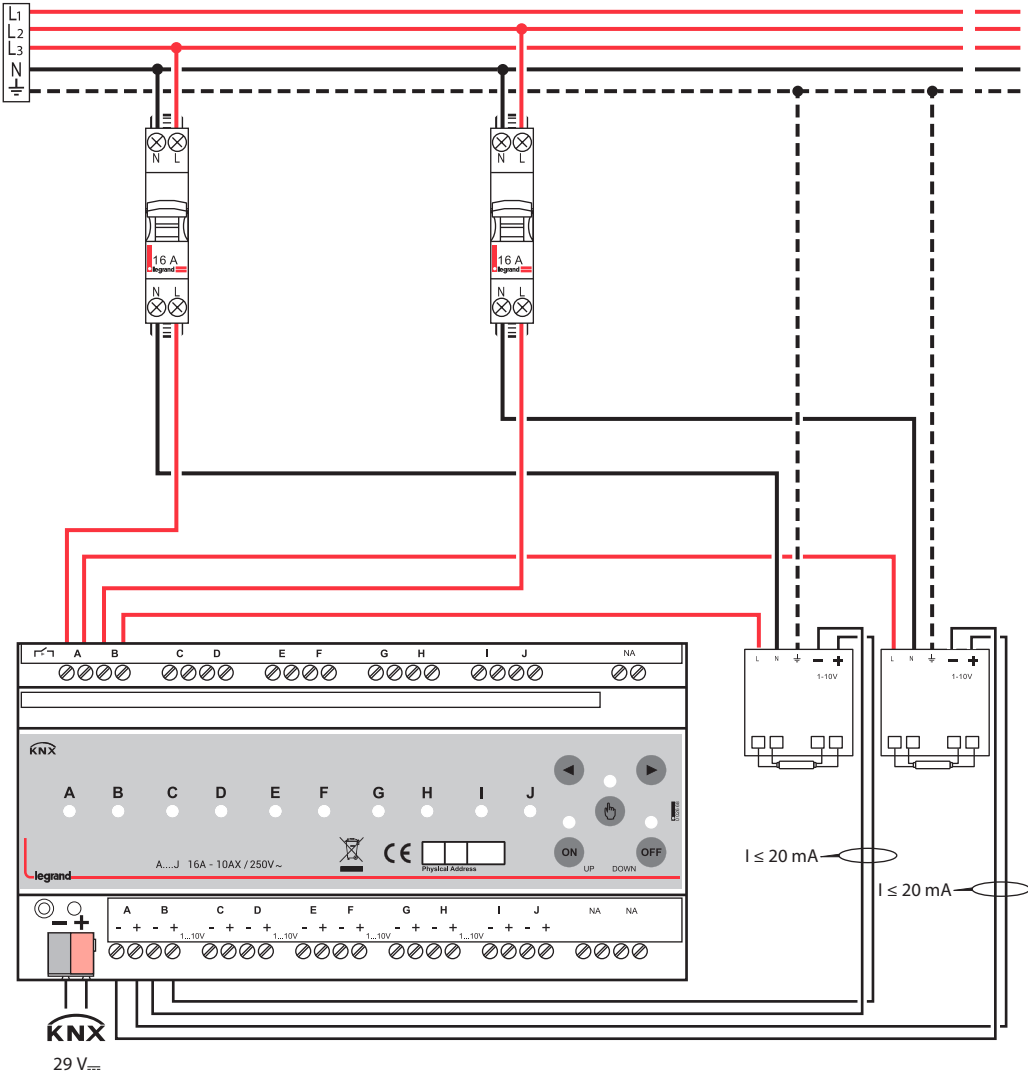 L1
L2
L3
N
N L
N L
16 A
legrand
16 A
legrand
N L
N L
A B C D E F G H I J NA
L N - +
1-10V
L N - +
1-10V
KNX
A B C D E F G H I J
A....J 16A - 10AX / 250V~
CE
Physical Address
ON
UP DOWN
OFF
legrand
I ≤ 20 mA
I ≤ 20 mA
- +
A B C D E F G H I J NA NA
- + - + 1...10V - + - + 1...10V - + - + 1...10V - + - + 1...10V - + - +
KNX
29 V⎓